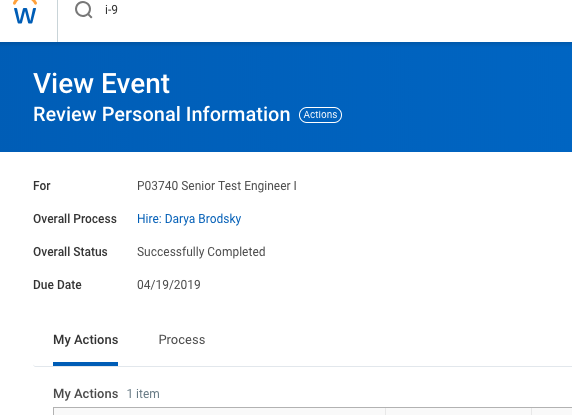 W
i-9
View Event
Review Personal Information Actions
For P03740 Senior Test Engineer I
Overall Process Hire: Darya Brodsky
Overall Status Successfully Completed
Due Date 04/19/2019
My Actions Process
My Actions 1 item